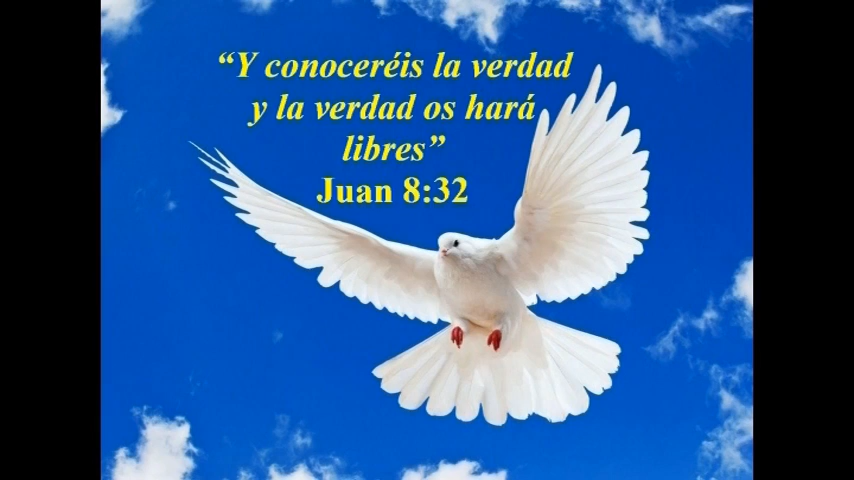 “Y conoceréis la verdad
y la verdad os hará
libres”
Juan 8:32